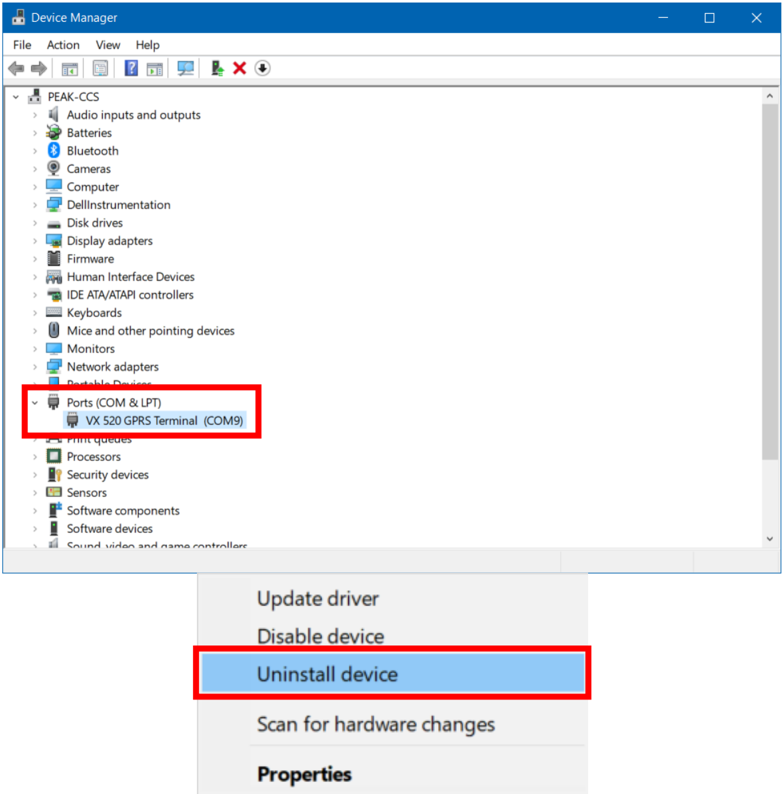 Device Manager
File Action View Help
PEAK-CCS
Audio inputs and outputs
Batteries
Bluetooth
Cameras
Computer
DellInstrumentation
Disk drives
Display adapters
Firmware
Human Interface Devices
IDE ATA/ATAPI controllers
Keyboards
Mice and other pointing devices
Monitors
Network adapters
Portable Devices
Ports (COM & LPT)
VX 520 GPRS Terminal (COM9)
Print queues
Processors
Security devices
Sensors
Software components
Software devices
Sound, video and game controllers
Update driver
Disable device
Uninstall device
Scan for hardware changes
Properties